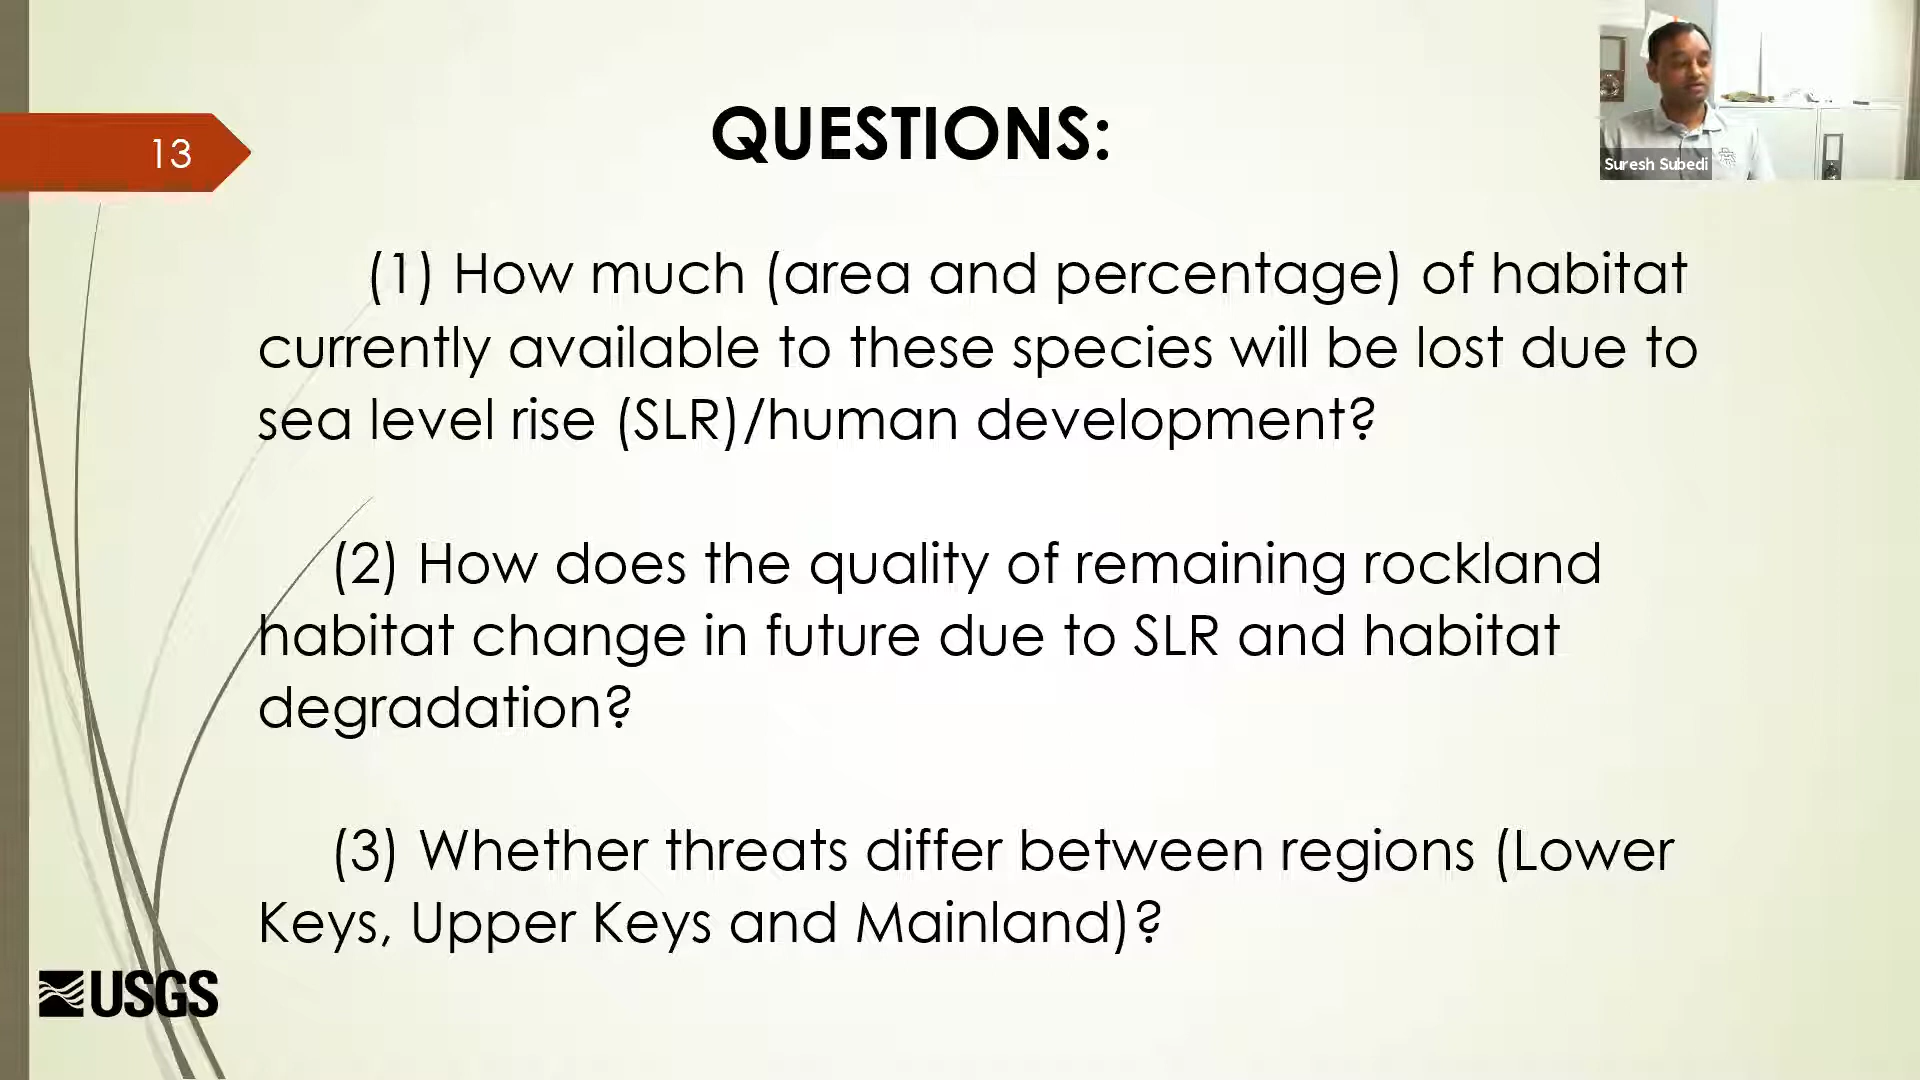 13
QUESTIONS:
Suresh Subedi
(1) How much (area and percentage) of habitat
currently available to these species will be lost due to
sea level rise (SLR)/human development?
(2) How does the quality of remaining rockland
habitat change in future due to SLR and habitat
degradation?
(3) Whether threats differ between regions (Lower
Keys, Upper Keys and Mainland)?
USGS